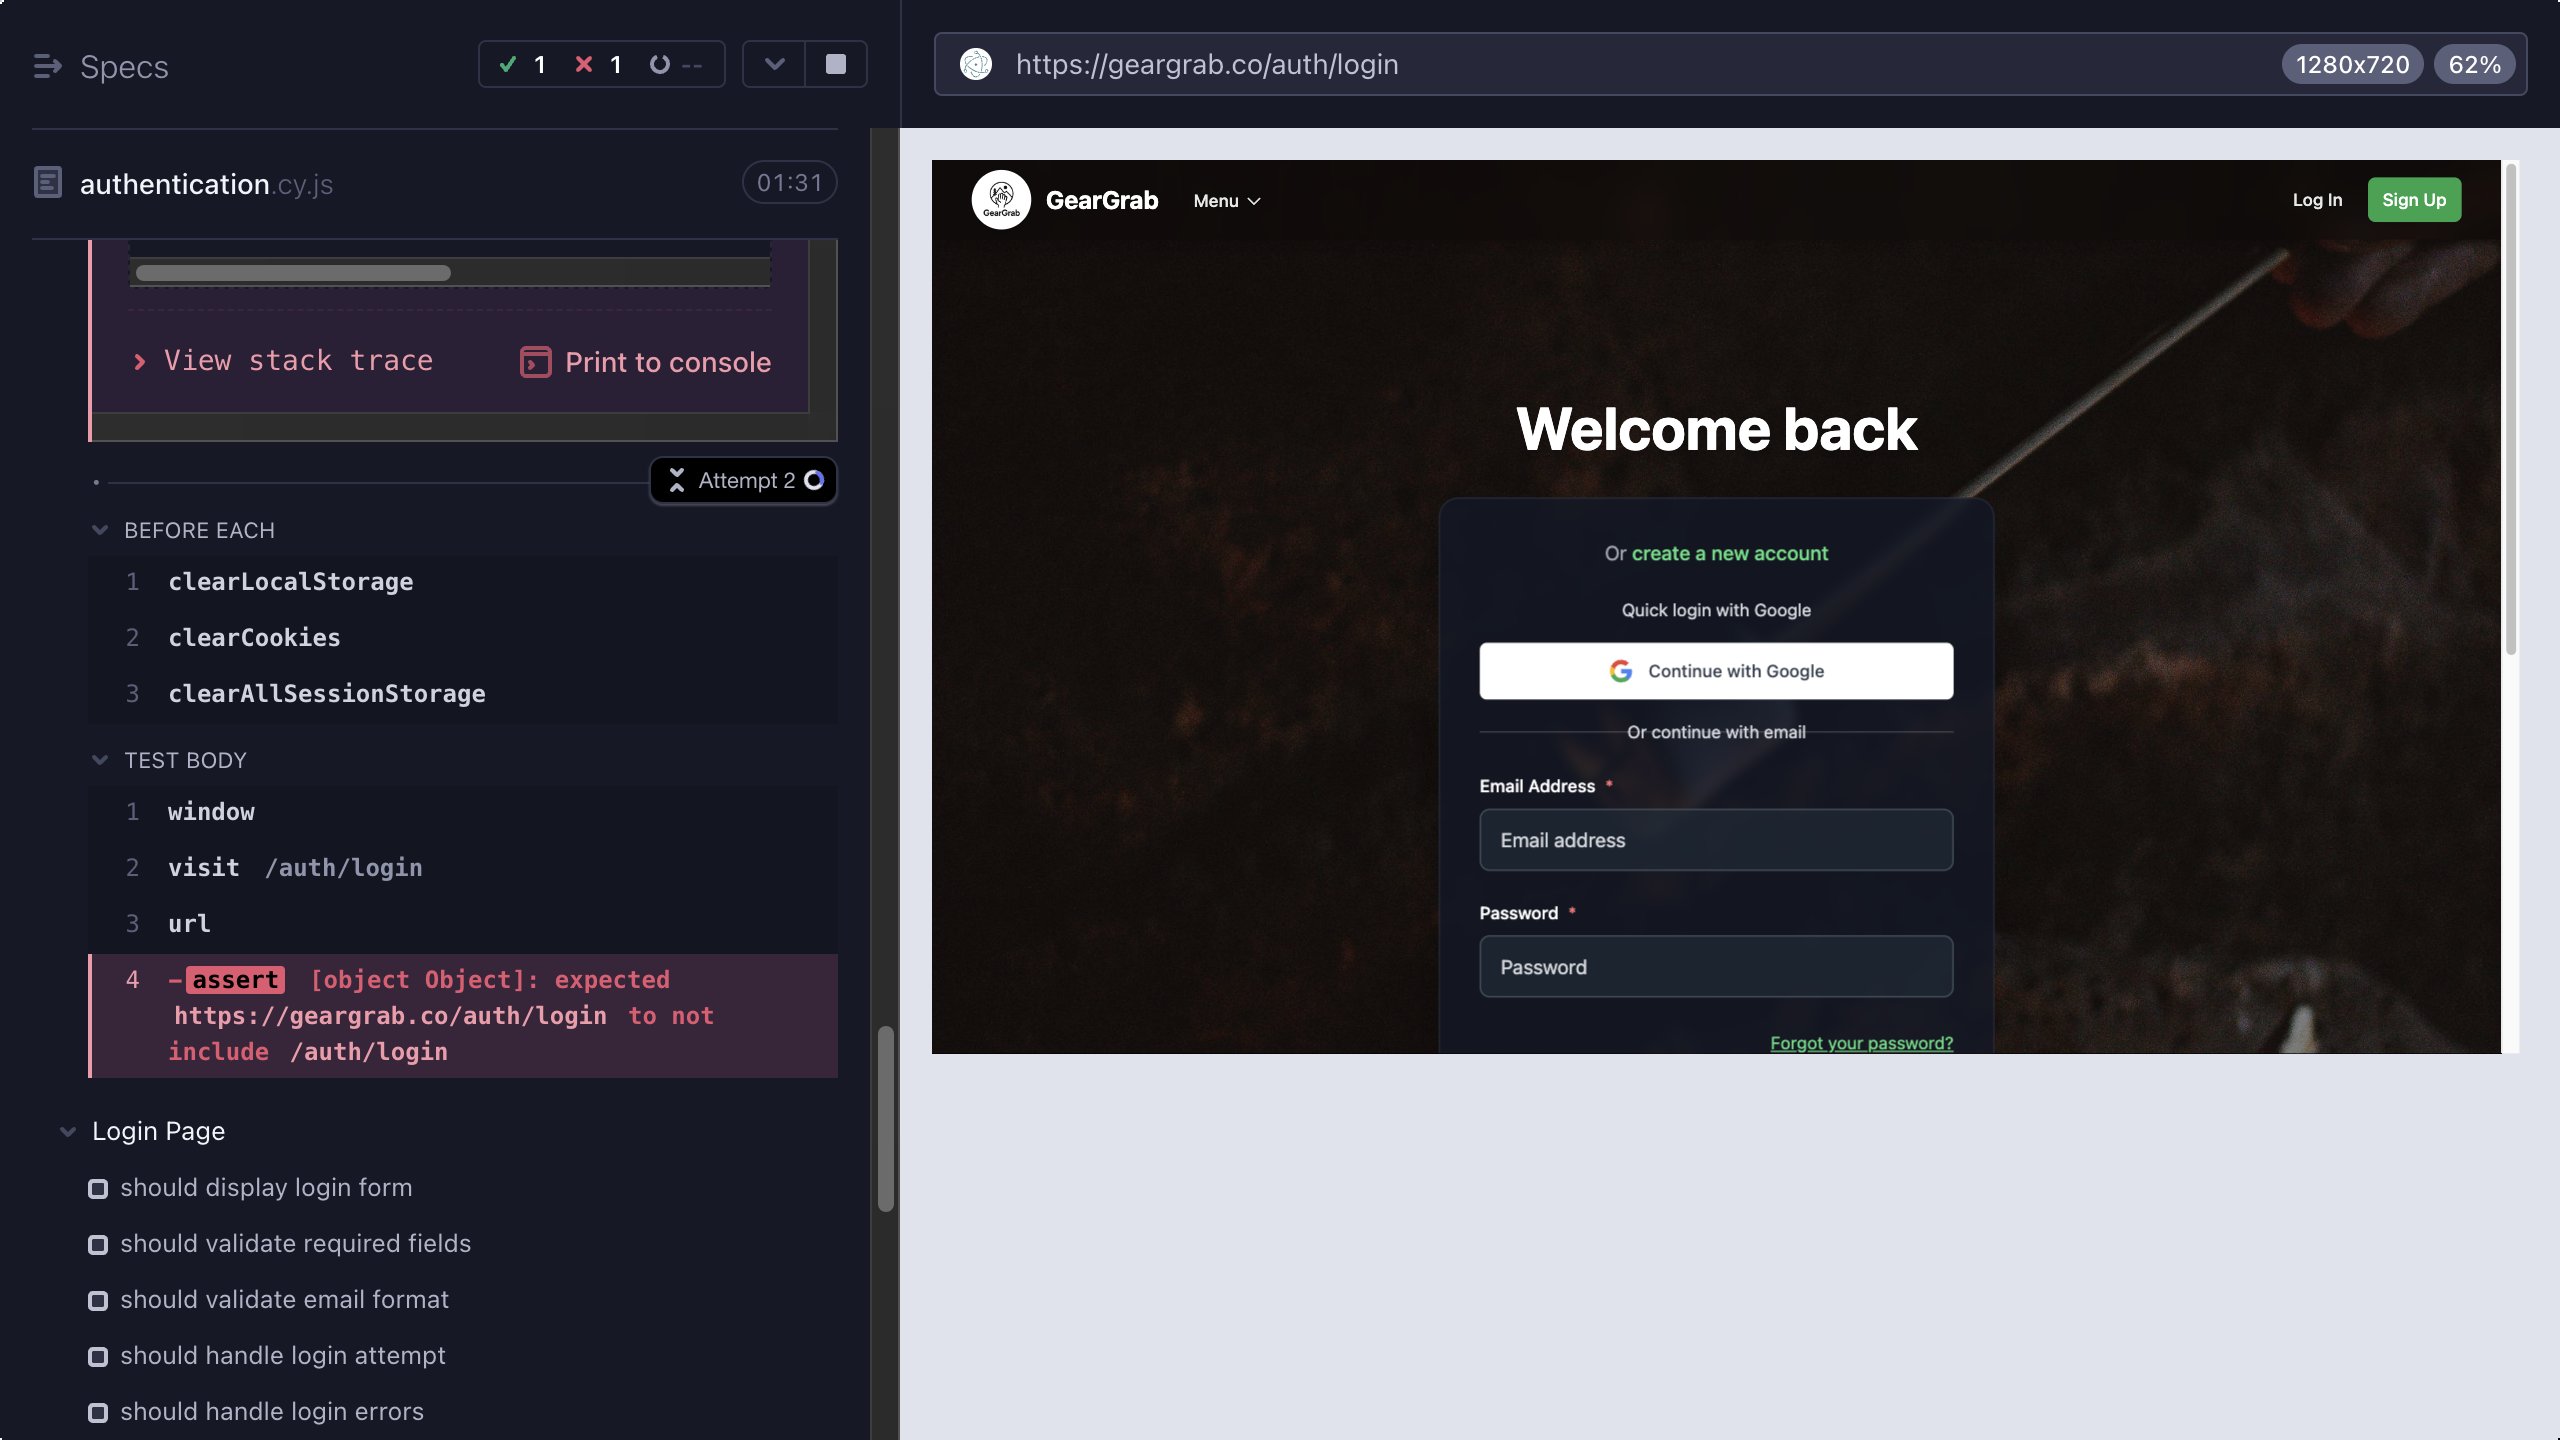 Specs
1
1
--
authentication.cy.js
01:31
View stack trace
Print to console
Attempt 2
BEFORE EACH
1 clearLocalStorage
2 clearCookies
3 clearAllSessionStorage
TEST BODY
1 window
2 visit /auth/login
3 url
4 -assert [object Object]: expected
https://geargrab.co/auth/login to not
include /auth/login
Login Page
should display login form
should validate required fields
should validate email format
should handle login attempt
should handle login errors
https://geargrab.co/auth/login
1280x720
62%
GearGrab
GearGrab
Menu
Log In
Sign Up
Welcome back
Or create a new account
Quick login with Google
Continue with Google
Or continue with email
Email Address *
Email address
Password *
Password
Forgot your password?